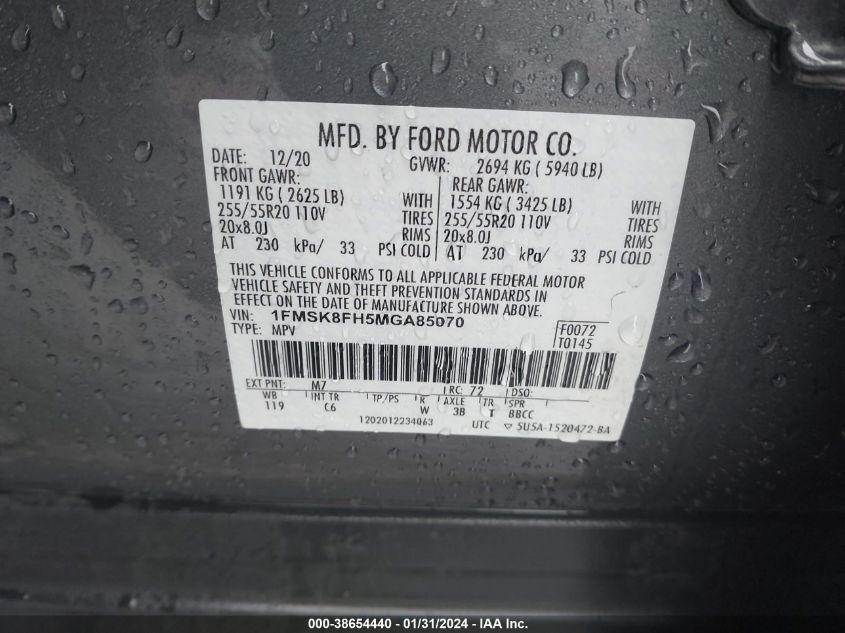 MFD. BY FORD MOTOR CO.
DATE: 12/20 GVWR: 2694 KG ( 5940 LB)
FRONT GAWR: REAR GAWR:
1191 KG ( 2625 LB) WITH 1554 KG ( 3425 LB) WITH
255/55R20 110V TIRES 255/55R20 110V TIRES
20x8.0J RIMS 20x8.0J RIMS
AT 230 kPa/ 33 PSI COLD AT 230 kPa/ 33 PSI COLD
THIS VEHICLE CONFORMS TO ALL APPLICABLE FEDERAL MOTOR
VEHICLE SAFETY AND THEFT PREVENTION STANDARDS IN
EFFECT ON THE DATE OF MANUFACTURE SHOWN ABOVE.
VIN: 1FMSK8FH5MGA85070 F0072
TYPE: MPV T0145
EXT PNT: M7 RC: 72 DSO:
WB INT TR TP/PS R AXLE TR SPR
119 C6 W 3B T BBCC
1202012234063 UTC ▽ 5U5A-1520472-BA
000-38654440 - 01/31/2024 - IAA Inc.